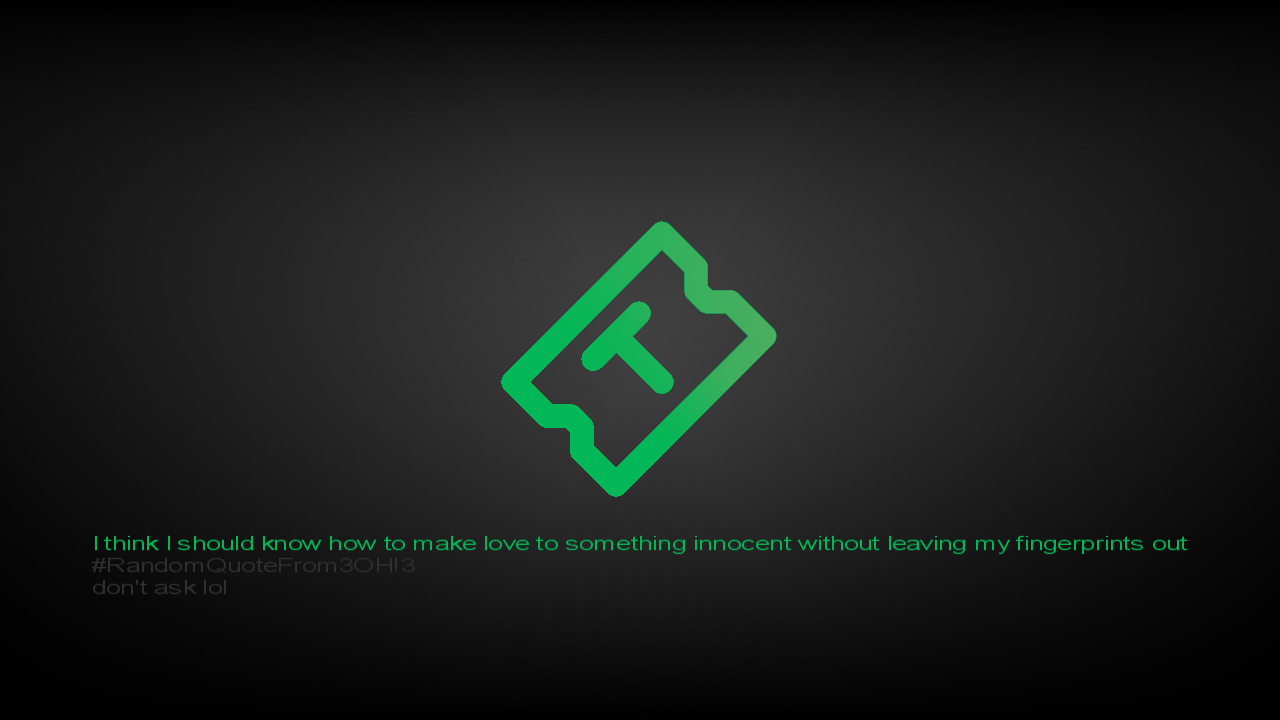 T
I think I should know how to make love to something innocent without leaving my fingerprints out
#RandomQuoteFrom3OH!3
don't ask lol